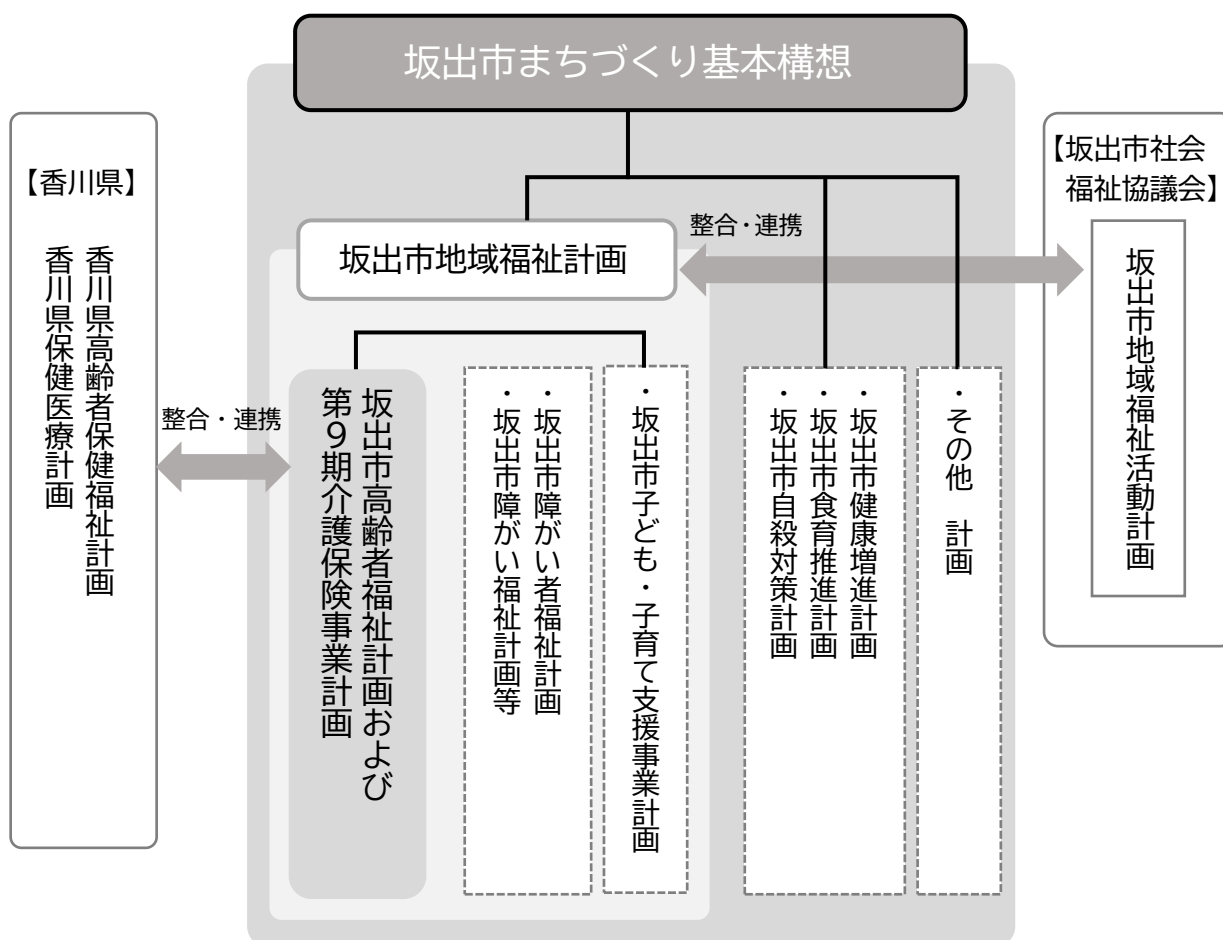 坂出市まちづくり基本構想
【香川県】
香川県高齢者保健福祉計画
香川県保健医療計画
整合・連携
坂出市地域福祉計画
整合・連携
【坂出市社会
福祉協議会】
坂出市地域福祉活動計画
坂出市高齢者福祉計画および
第９期介護保険事業計画
・坂出市障がい者福祉計画
・坂出市障がい福祉計画等
・坂出市子ども・子育て支援事業計画
・坂出市健康増進計画
・坂出市食育推進計画
・坂出市自殺対策計画
・その他　計画